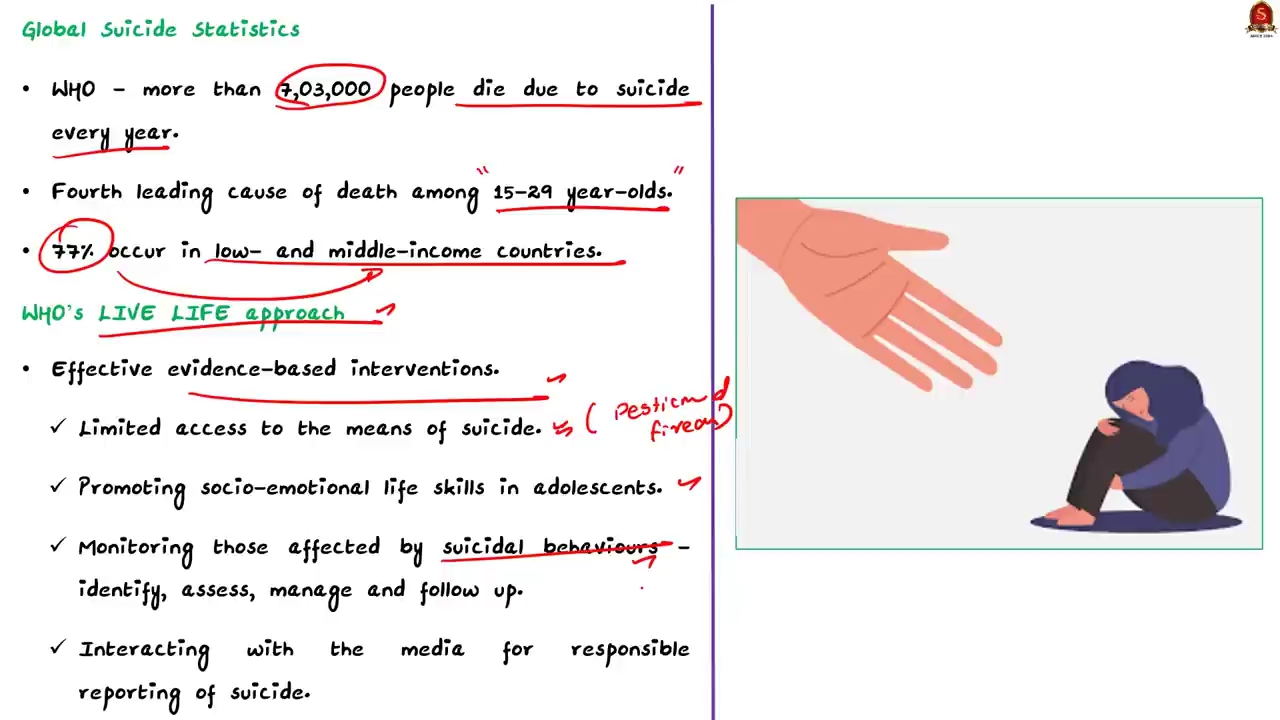 Global Suicide Statistics
• WHO – more than 7,03,000 people die due to suicide
every year.
• Fourth leading cause of death among " 15-29 year-olds. "
• 77% occur in low- and middle-income countries.
WHO's LIVE LIFE approach
• Effective evidence-based interventions.
✓ Limited access to the means of suicide. (
✓ Promoting socio-emotional life skills in adolescents.
✓ Monitoring those affected by suicidal behaviours –
identify, assess, manage and follow up.
✓ Interacting with the media for responsible
reporting of suicide.